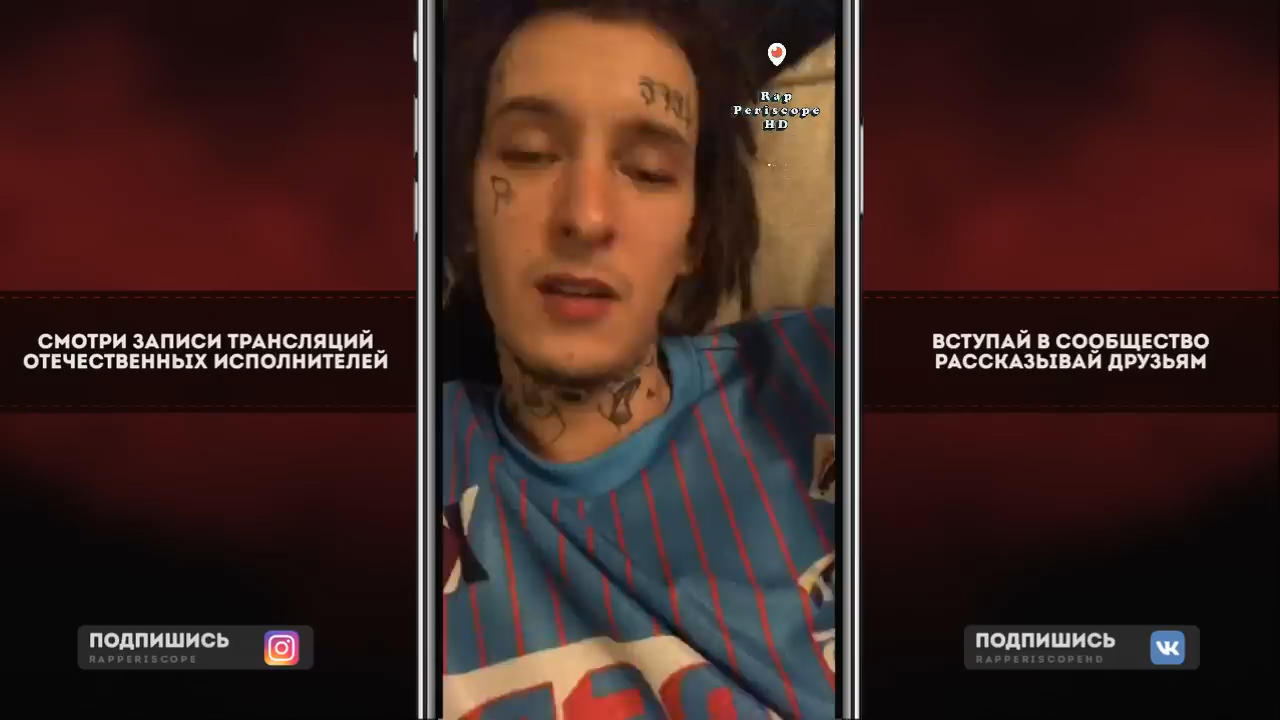 Rap
Periscope
HD
СМОТРИ ЗАПИСИ ТРАНСЛЯЦИЙ
ОТЕЧЕСТВЕННЫХ ИСПОЛНИТЕЛЕЙ
ВСТУПАЙ В СООБЩЕСТВО
РАССКАЗЫВАЙ ДРУЗЬЯМ
ПОДПИШИСЬ
RAPPERISCOPE
ПОДПИШИСЬ
RAPPERISCOPEHD